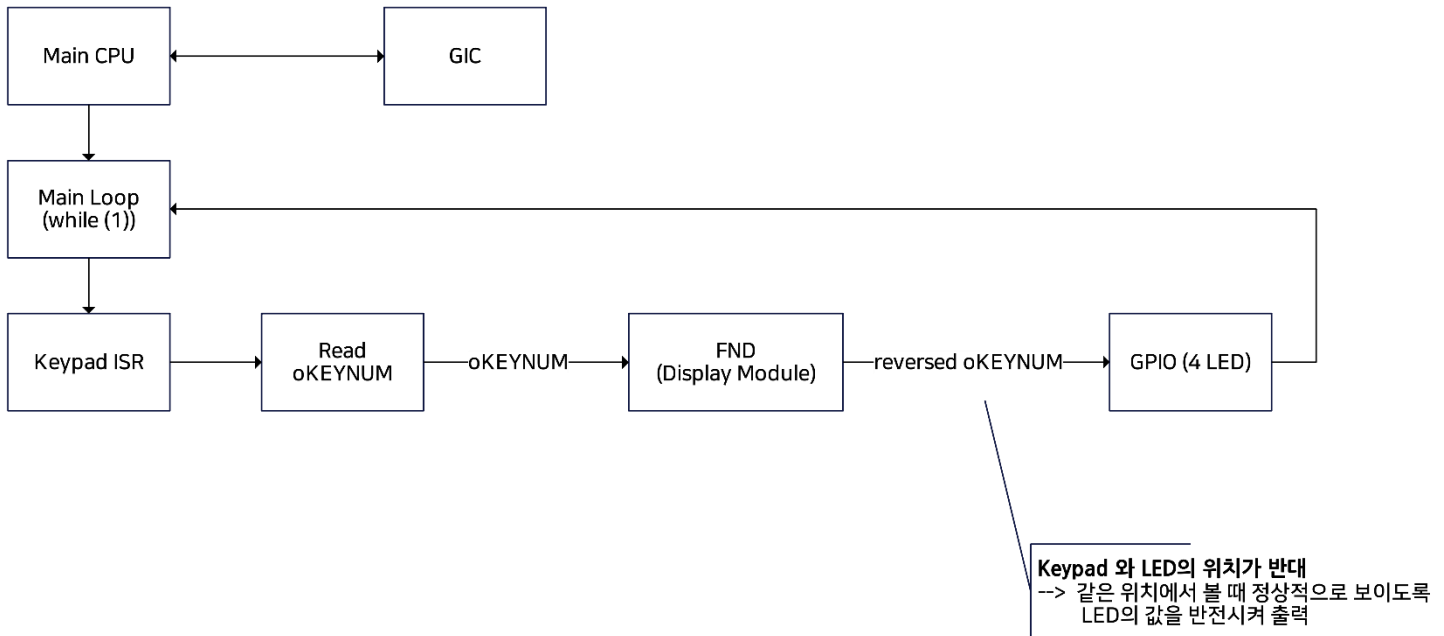 Main CPU
GIC
Main Loop
(while (1))
Keypad ISR
Read
oKEYNUM
oKEYNUM
FND
(Display Module)
reversed oKEYNUM
GPIO (4 LED)
Keypad 와 LED의 위치가 반대
--> 같은 위치에서 볼 때 정상적으로 보이도록
LED의 값을 반전시켜 출력